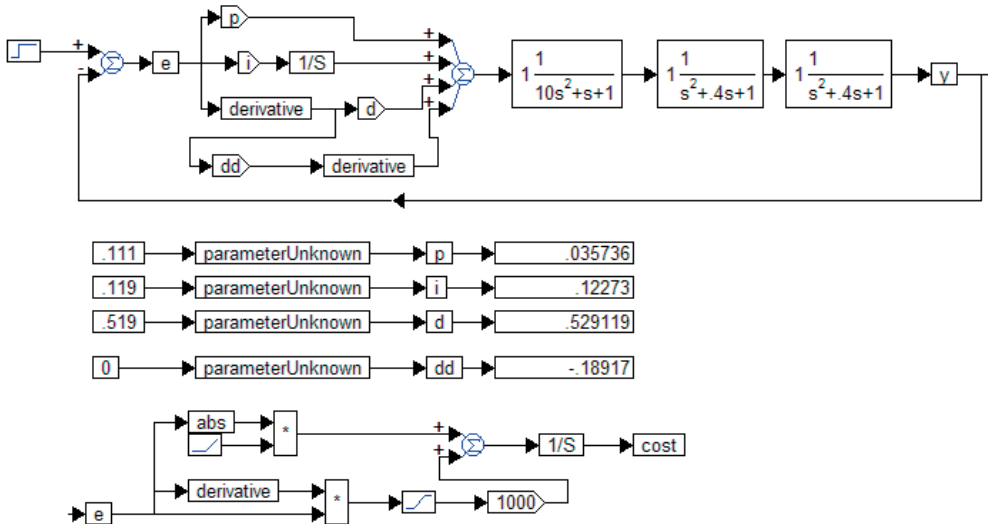 p
+
+
-
Σ
e
i
1/S
+
+
+
+
Σ
derivative
d
dd
derivative
1 1
10s²+s+1
1 1
s²+.4s+1
1 1
s²+.4s+1
y
.111 parameterUnknown p .035736
.119 parameterUnknown i .12273
.519 parameterUnknown d .529119
0 parameterUnknown dd -.18917
abs
*
+
+
Σ
1/S
cost
e
derivative
*
1000